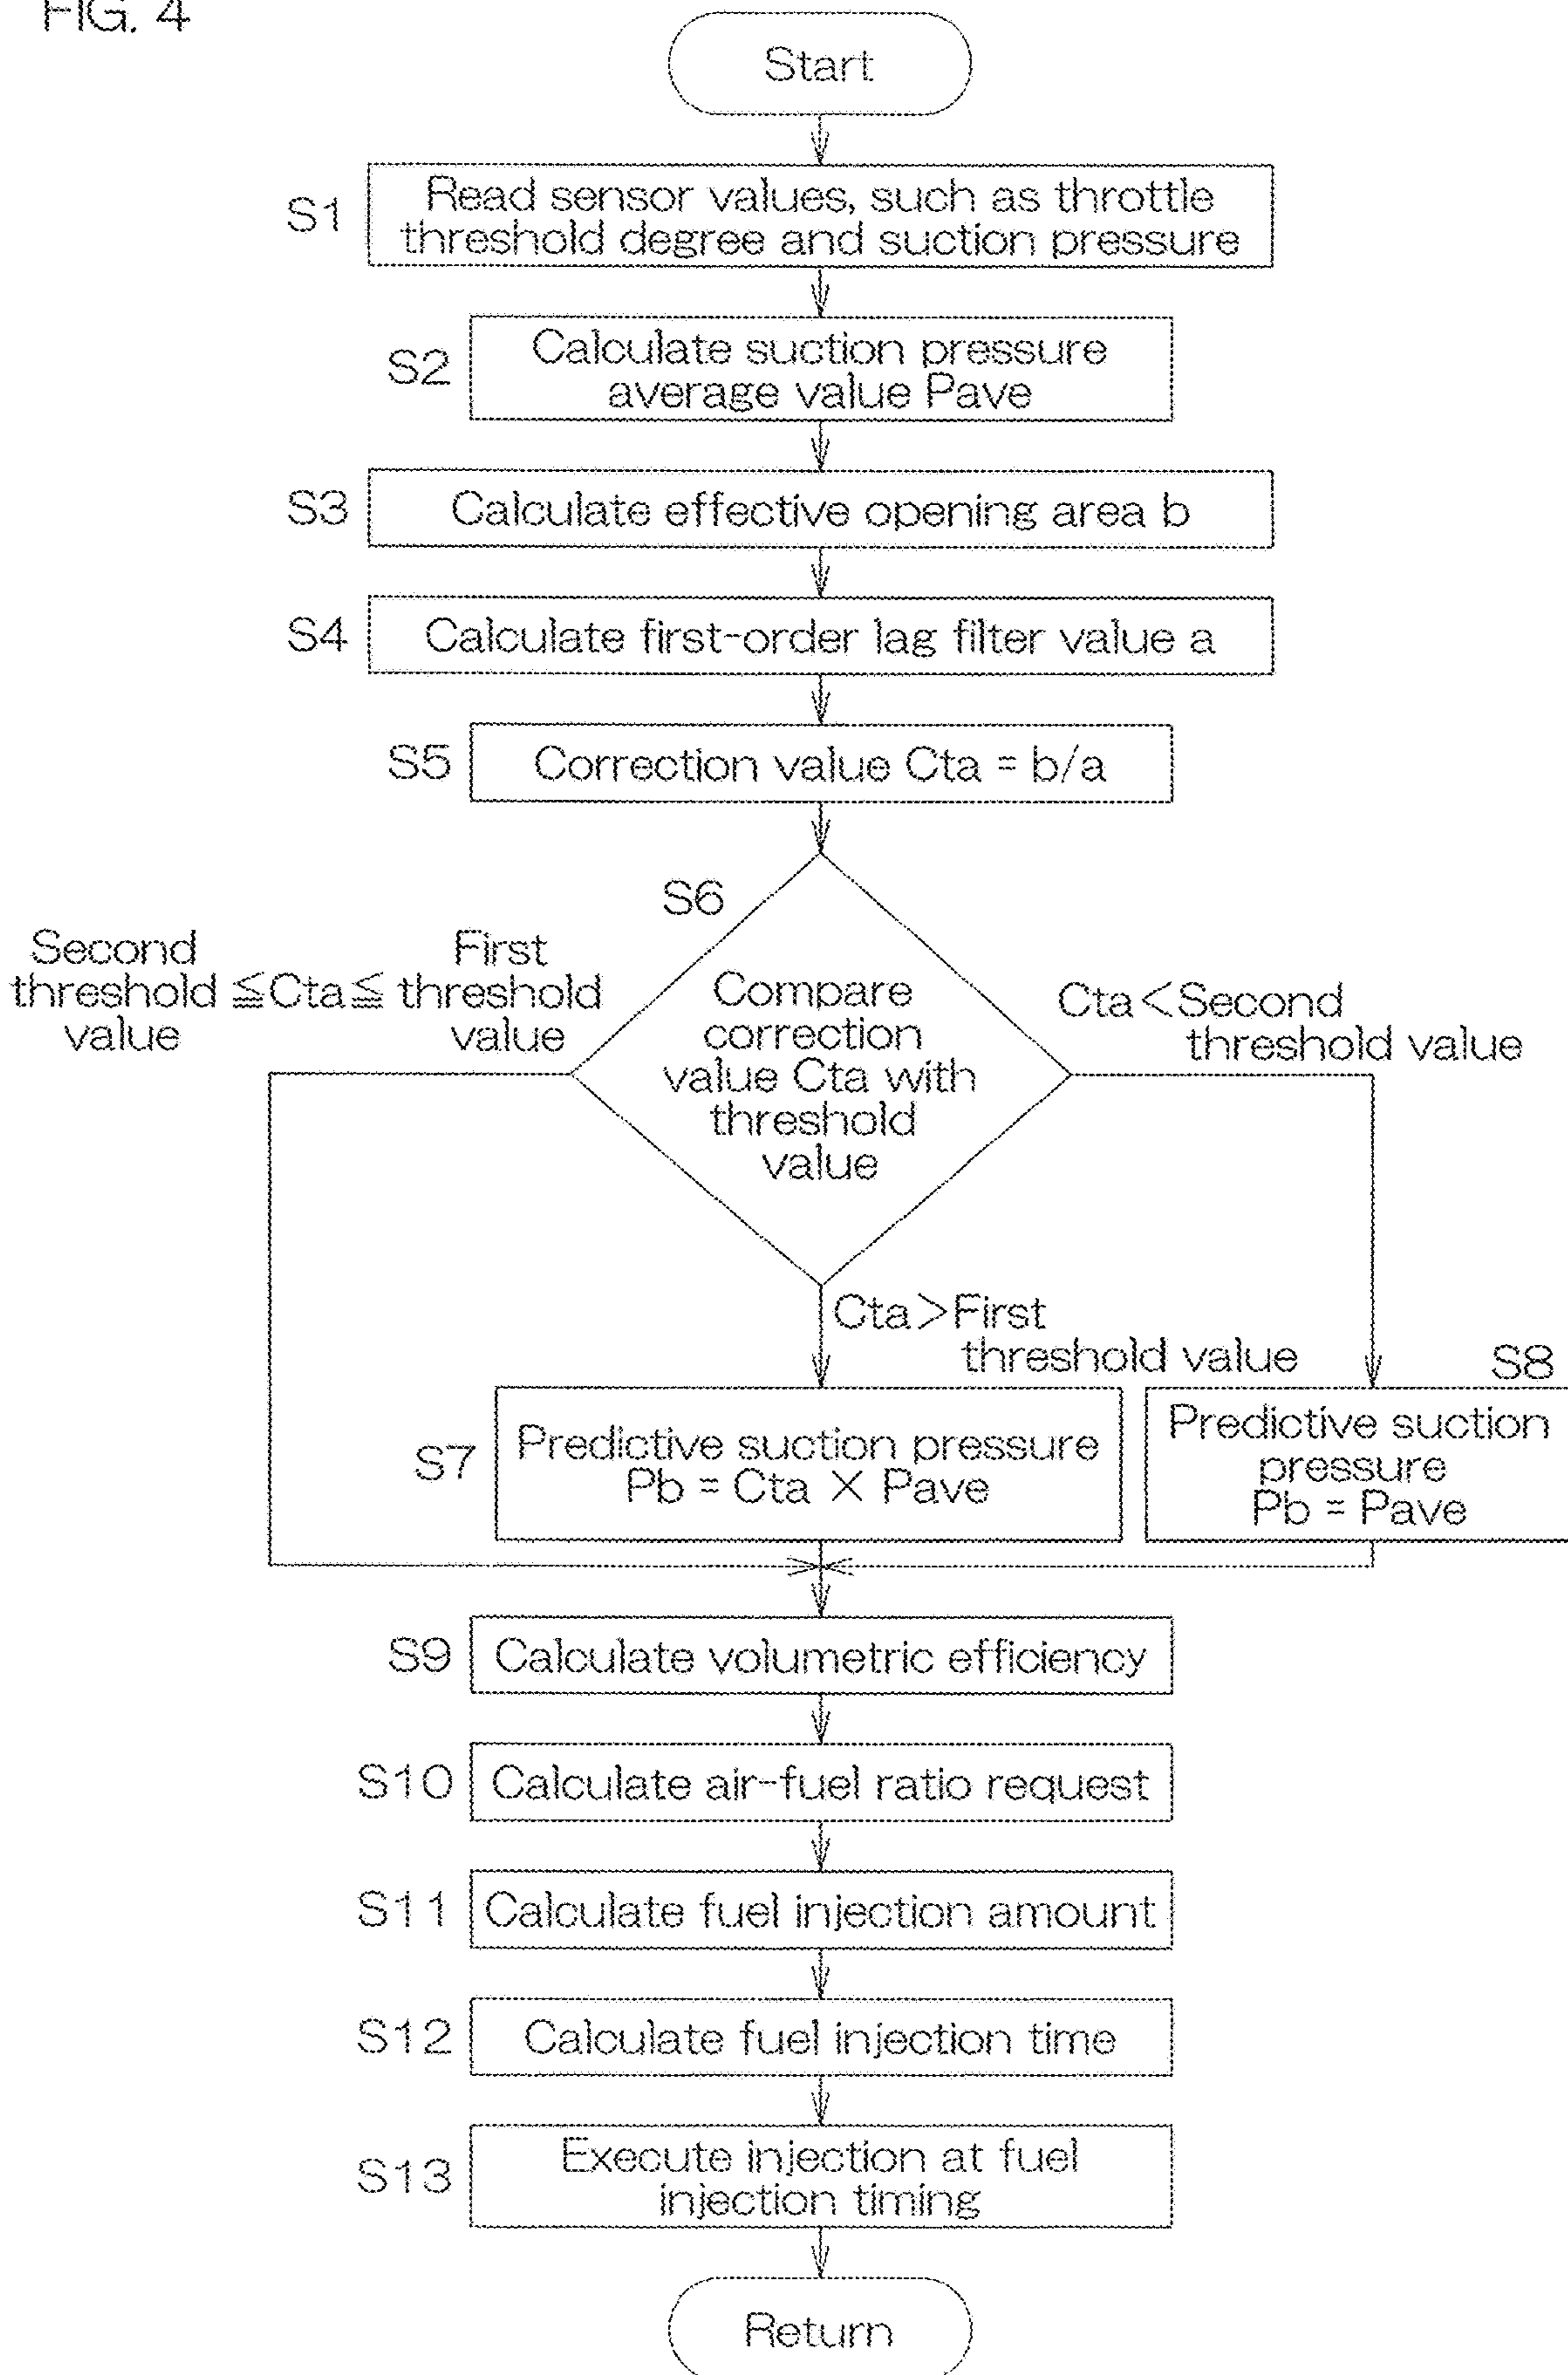 FIG. 4
Start
S1
Read sensor values, such as throttle
threshold degree and suction pressure
S2
Calculate suction pressure
average value Pave
S3
Calculate effective opening area b
S4
Calculate first-order lag filter value a
S5
Correction value Cta = b/a
S6
Second
threshold
value
≦Cta≦
First
threshold
value
Compare
correction
value Cta with
threshold
value
Cta<Second
threshold value
Cta>First
threshold value
S7
Predictive suction pressure
Pb = Cta × Pave
S8
Predictive suction
pressure
Pb = Pave
S9
Calculate volumetric efficiency
S10
Calculate air-fuel ratio request
S11
Calculate fuel injection amount
S12
Calculate fuel injection time
S13
Execute injection at fuel
injection timing
Return